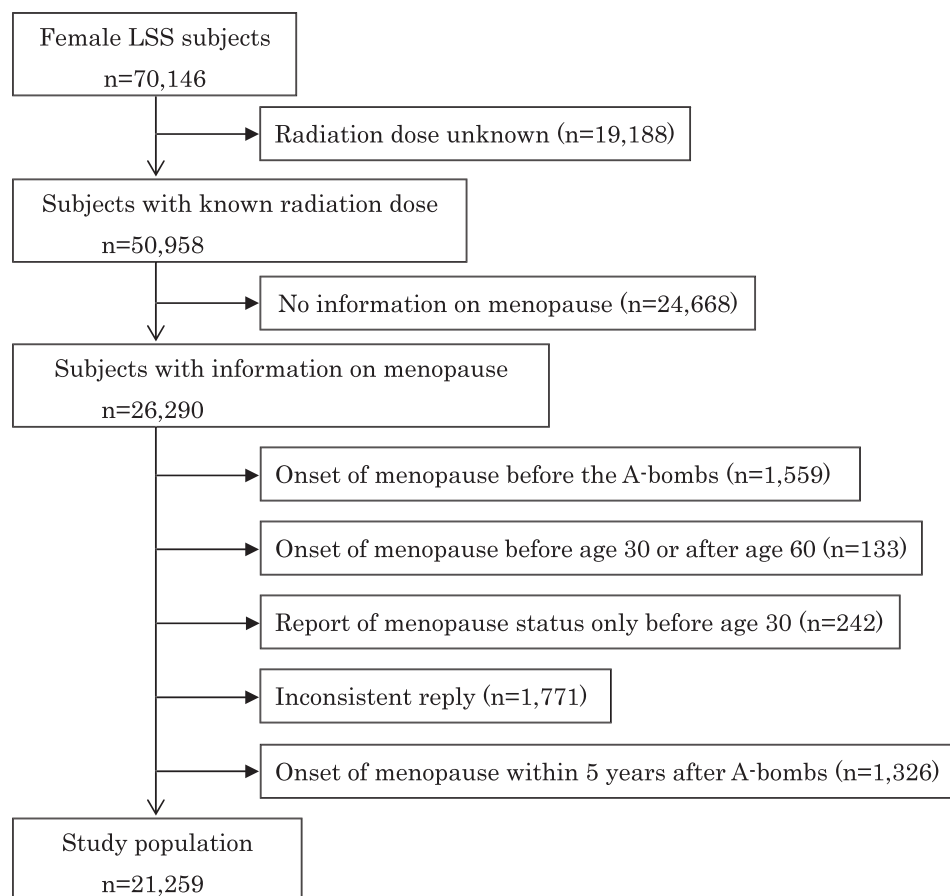 Female LSS subjects
n=70,146
Radiation dose unknown (n=19,188)
Subjects with known radiation dose
n=50,958
No information on menopause (n=24,668)
Subjects with information on menopause
n=26,290
Onset of menopause before the A-bombs (n=1,559)
Onset of menopause before age 30 or after age 60 (n=133)
Report of menopause status only before age 30 (n=242)
Inconsistent reply (n=1,771)
Onset of menopause within 5 years after A-bombs (n=1,326)
Study population
n=21,259